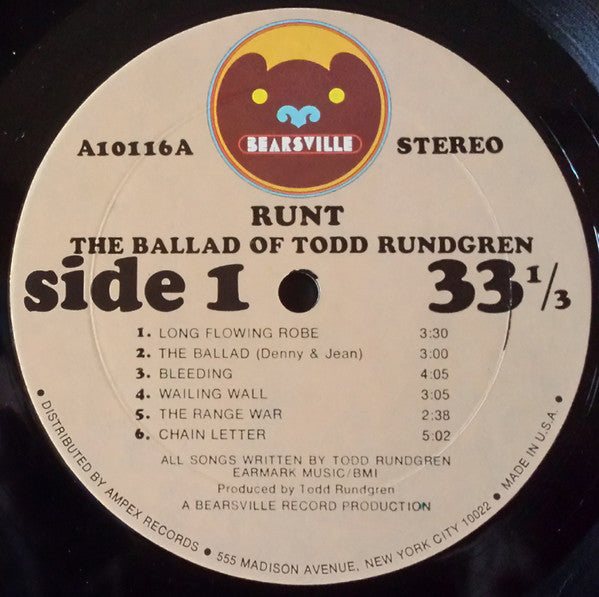 BEARSVILLE
A10116A STEREO
RUNT
THE BALLAD OF TODD RUNDGREN
side 1 33 1/3
1. LONG FLOWING ROBE 3:30
2. THE BALLAD (Denny & Jean) 3:00
3. BLEEDING 4:05
4. WAILING WALL 3:05
5. THE RANGE WAR 2:38
6. CHAIN LETTER 5:02
ALL SONGS WRITTEN BY TODD RUNDGREN
EARMARK MUSIC/BMI
Produced by Todd Rundgren
A BEARSVILLE RECORD PRODUCTION
• DISTRIBUTED BY AMPEX RECORDS • 555 MADISON AVENUE, NEW YORK CITY 10022 • MADE IN U.S.A. •